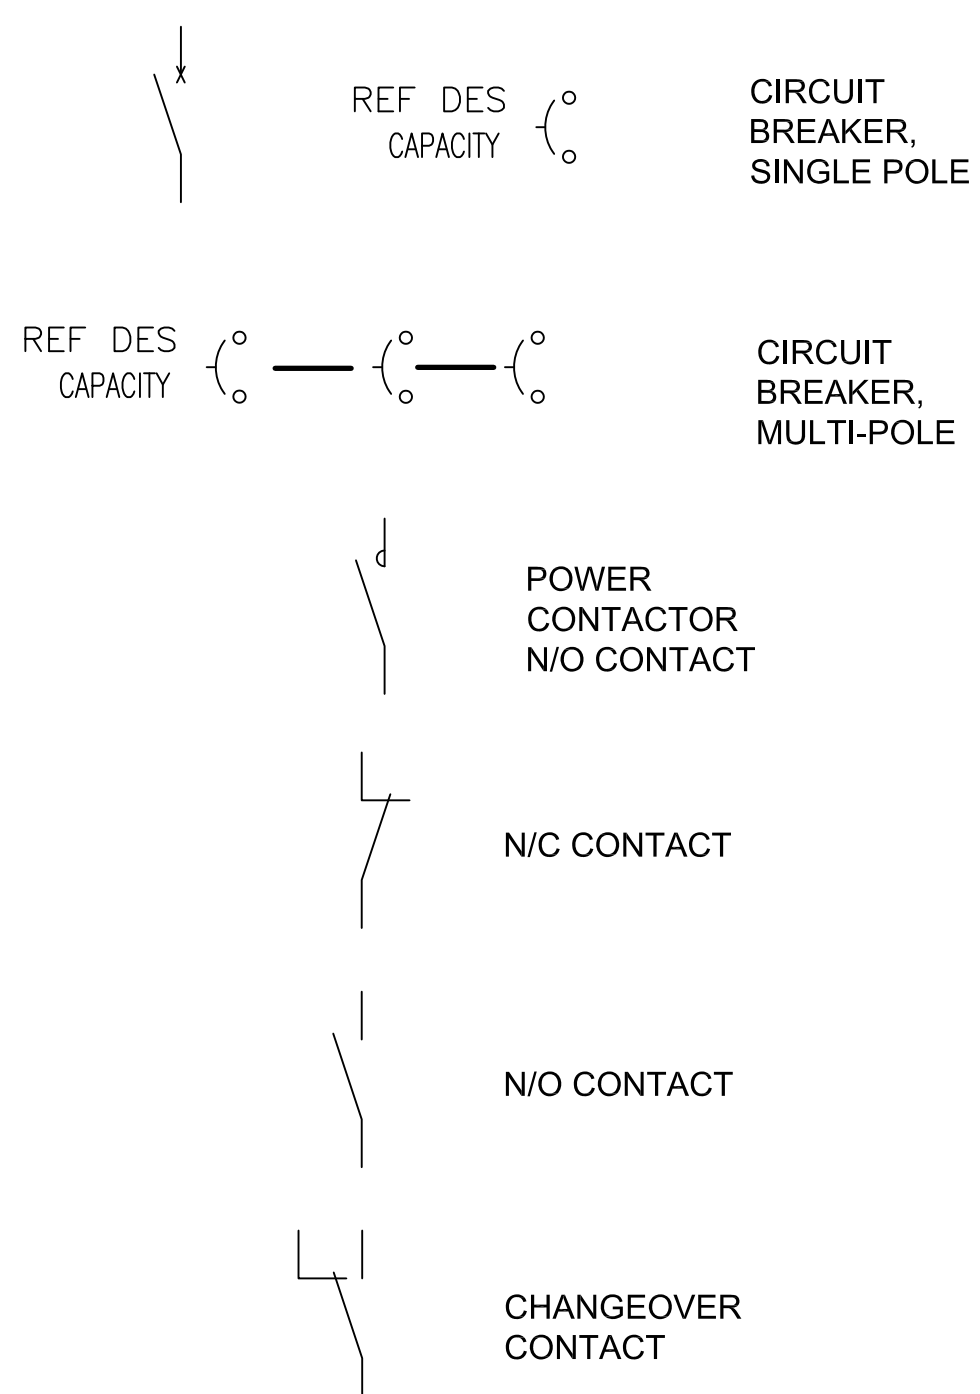 REF DES
CAPACITY
CIRCUIT
BREAKER,
SINGLE POLE
REF DES
CAPACITY
CIRCUIT
BREAKER,
MULTI-POLE
POWER
CONTACTOR
N/O CONTACT
N/C CONTACT
N/O CONTACT
CHANGEOVER
CONTACT